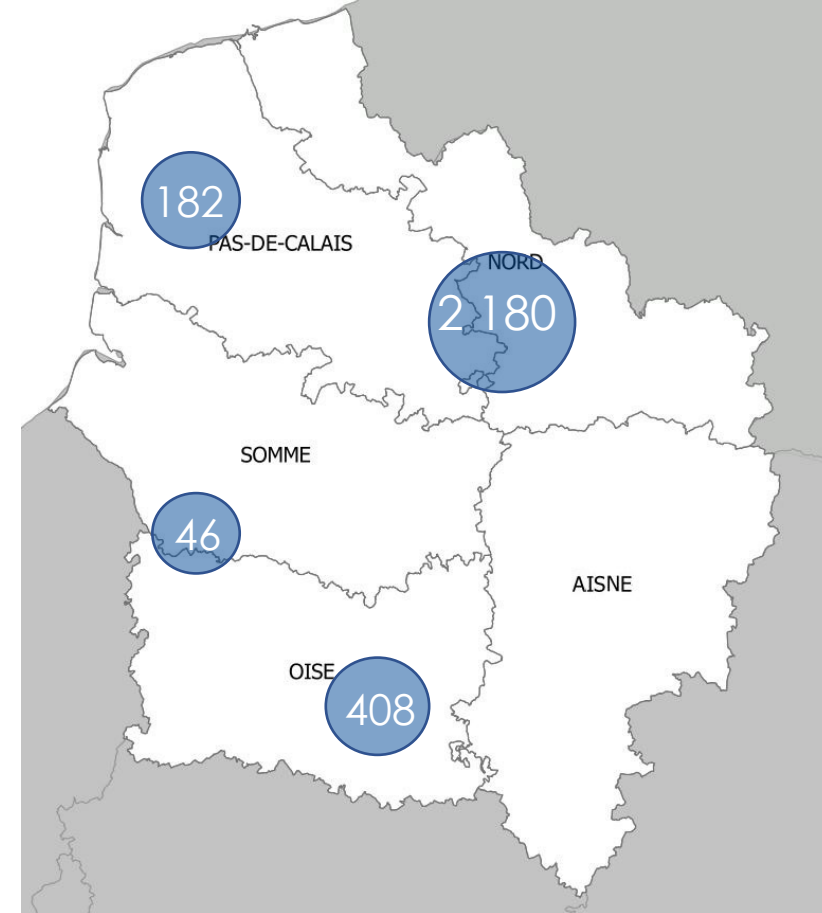 182
PAS-DE-CALAIS
NORD
2 180
SOMME
46
AISNE
OISE
408